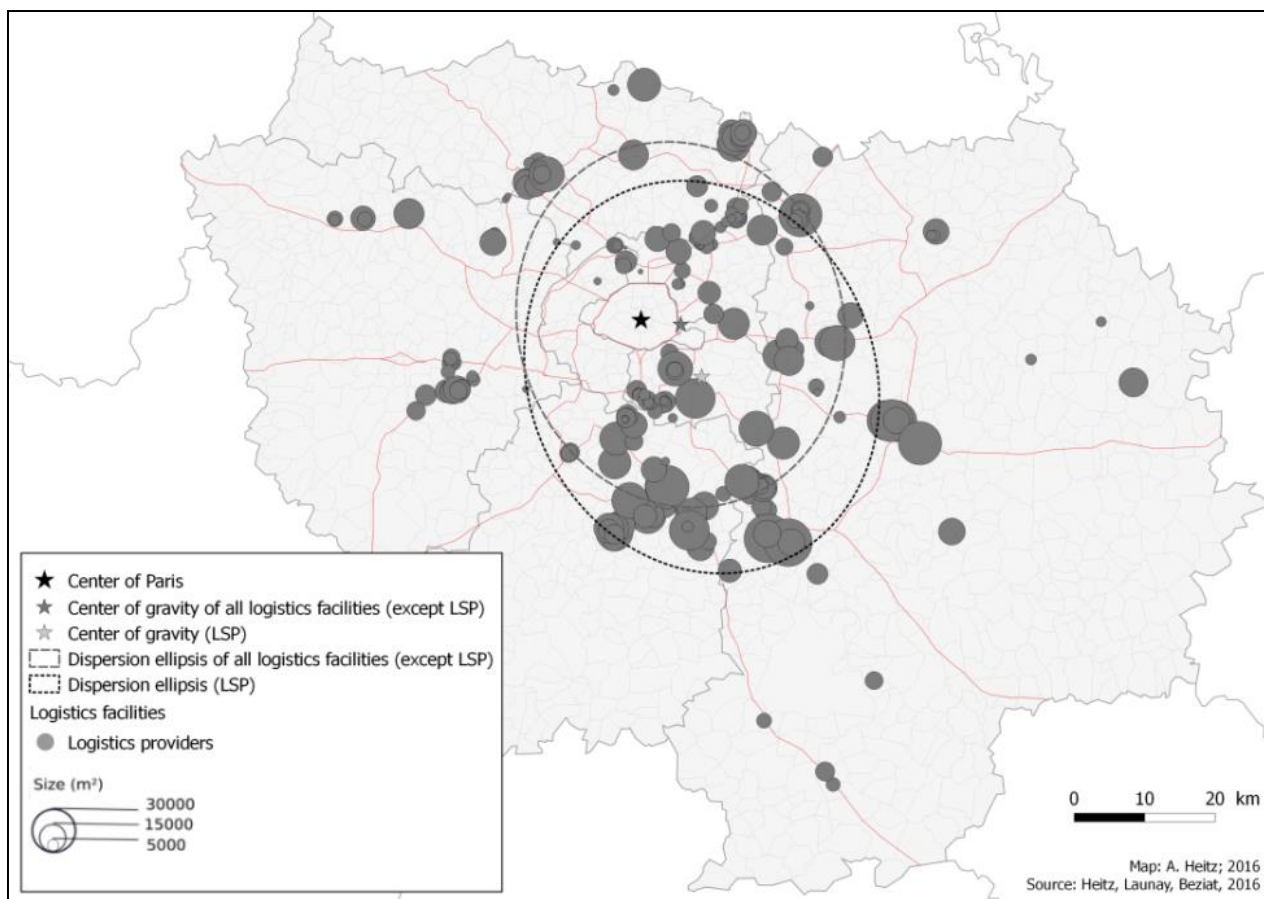 Center of Paris
Center of gravity of all logistics facilities (except LSP)
Center of gravity (LSP)
Dispersion ellipsis of all logistics facilities (except LSP)
Dispersion ellipsis (LSP)
Logistics facilities
Logistics providers
Size (m²)
30000
15000
5000
0 10 20 km
Map: A. Heitz; 2016
Source: Heitz, Launay, Beziat, 2016